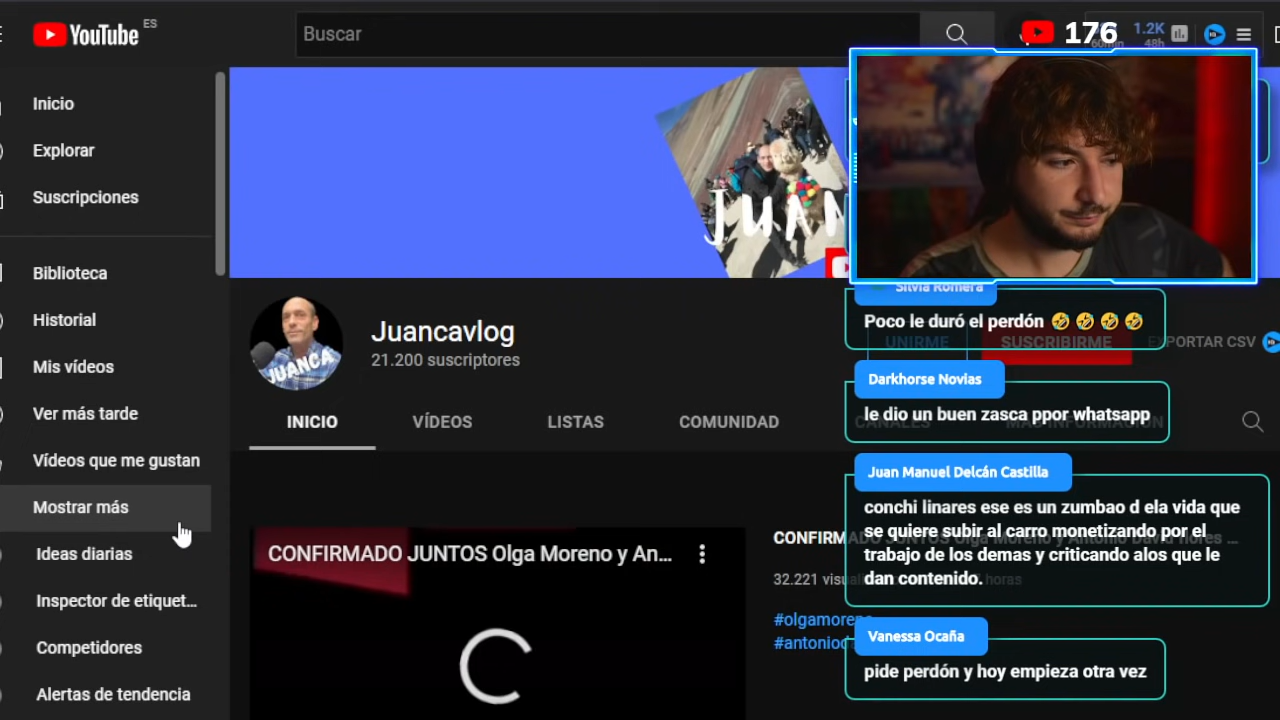 YouTube ES
Buscar
176
1.2K
60min
48h
Inicio
Explorar
Suscripciones
Biblioteca
Historial
Mis vídeos
Ver más tarde
Vídeos que me gustan
Mostrar más
Ideas diarias
Inspector de etiquet...
Competidores
Alertas de tendencia
JUAN
JUANCA
Juancavlog
21.200 suscriptores
UNIRME
SUSCRIBIRME
EXPORTAR CSV
INICIO
VÍDEOS
LISTAS
COMUNIDAD
CANALES
MÁS INFORMACIÓN
CONFIRMADO JUNTOS Olga Moreno y An...
CONFIRMADO JUNTOS Olga Moreno y Antonio David flores ...
32.221 visu
horas
#olgamoreno
#antoniod
Silvia Romera
Poco le duró el perdón 🤣🤣🤣🤣
Darkhorse Novias
le dio un buen zasca ppor whatsapp
Juan Manuel Delcán Castilla
conchi linares ese es un zumbao d ela vida que
se quiere subir al carro monetizando por el
trabajo de los demas y criticando alos que le
dan contenido.
Vanessa Ocaña
pide perdón y hoy empieza otra vez